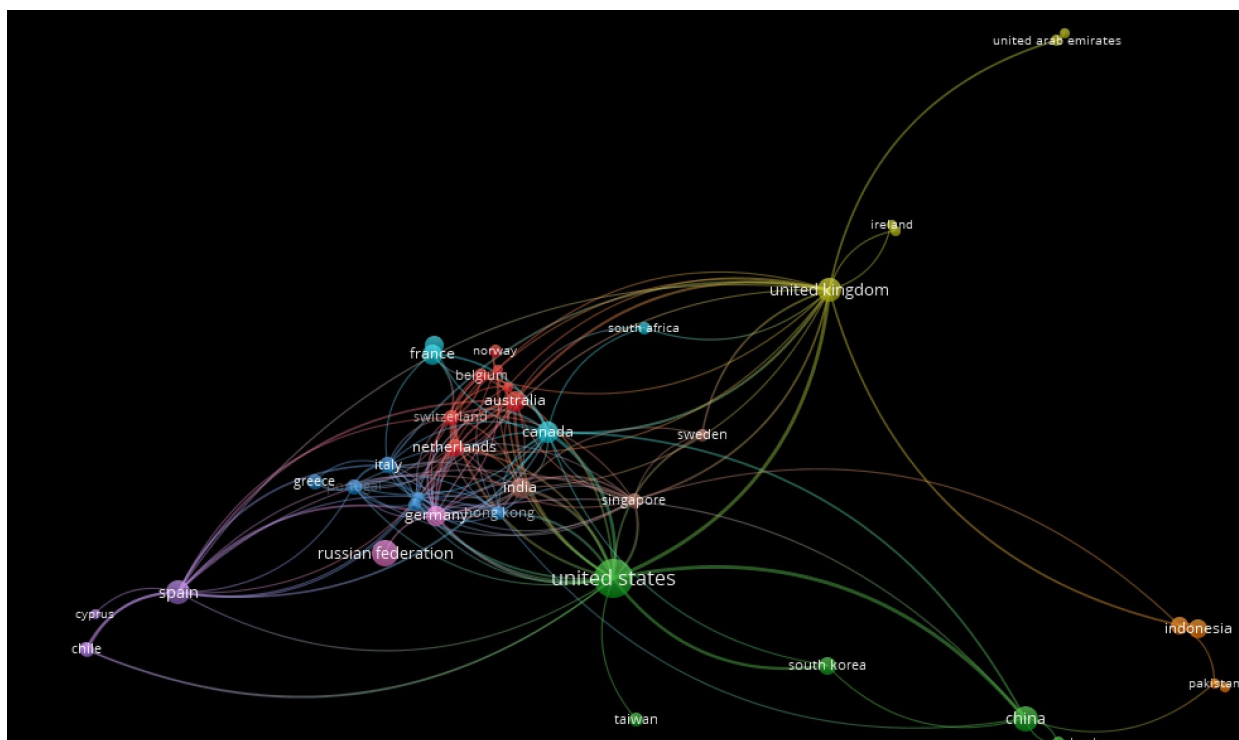 united arab emirates
ireland
united kingdom
south africa
france
norway
belgium
australia
switzerland
canada
sweden
netherlands
italy
greece
portugal
india
singapore
germany
hong kong
russian federation
united states
spain
cyprus
indonesia
chile
south korea
pakistan
taiwan
china